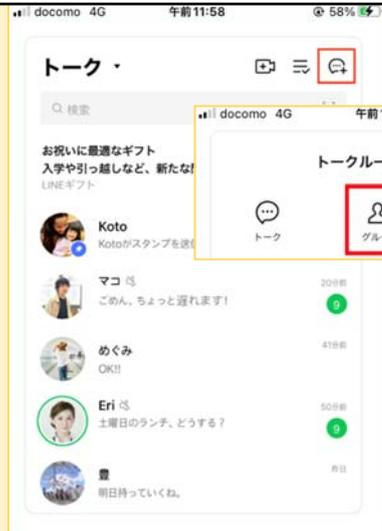 docomo 4G 午前11:58 58%
トーク
検索
お祝いに最適なギフト
入学や引っ越しなど、新たな
LINEギフト
docomo 4G 午前1
トークルー
トーク
グル
Koto
Kotoがスタンプを送
マコ
ごめん、ちょっと遅れます!
20分前
9
めぐみ
OK!!
41分前
Eri
土曜日のランチ、どうする?
50分前
9
豊
明日持っていくね。
昨日